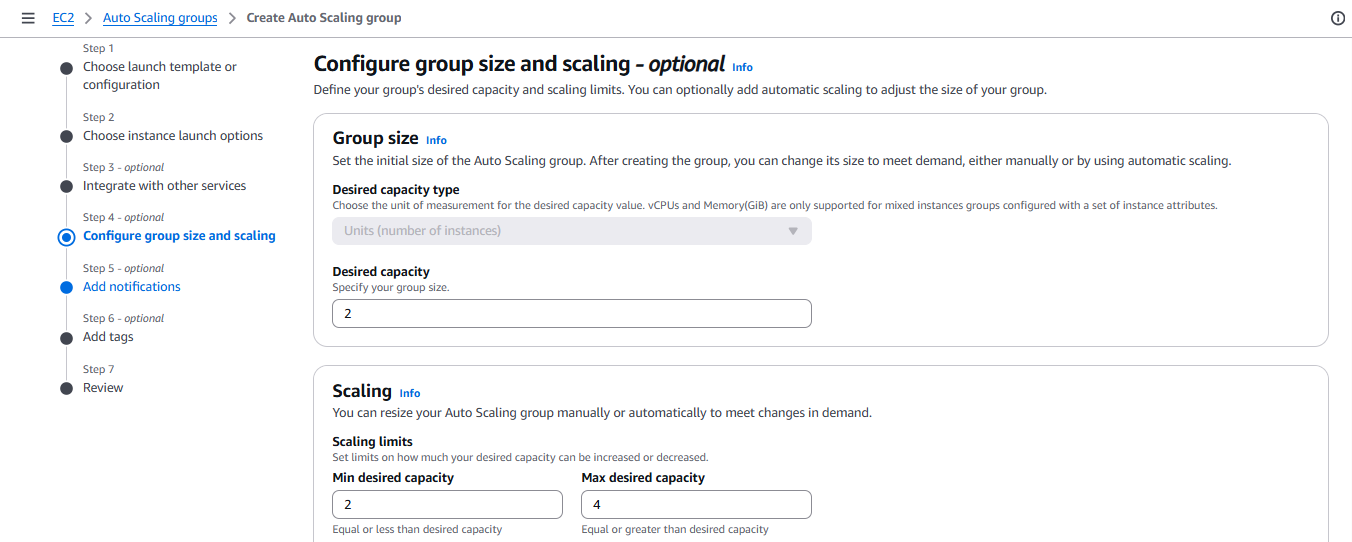 EC2 > Auto Scaling groups > Create Auto Scaling group
Step 1
Choose launch template or
configuration
Step 2
Choose instance launch options
Step 3 - optional
Integrate with other services
Step 4 - optional
Configure group size and scaling
Step 5 - optional
Add notifications
Step 6 - optional
Add tags
Step 7
Review
Configure group size and scaling - optional Info
Define your group's desired capacity and scaling limits. You can optionally add automatic scaling to adjust the size of your group.
Group size Info
Set the initial size of the Auto Scaling group. After creating the group, you can change its size to meet demand, either manually or by using automatic scaling.
Desired capacity type
Choose the unit of measurement for the desired capacity value. vCPUs and Memory(GiB) are only supported for mixed instances groups configured with a set of instance attributes.
Units (number of instances)
Desired capacity
Specify your group size.
2
Scaling Info
You can resize your Auto Scaling group manually or automatically to meet changes in demand.
Scaling limits
Set limits on how much your desired capacity can be increased or decreased.
Min desired capacity Max desired capacity
2 4
Equal or less than desired capacity Equal or greater than desired capacity